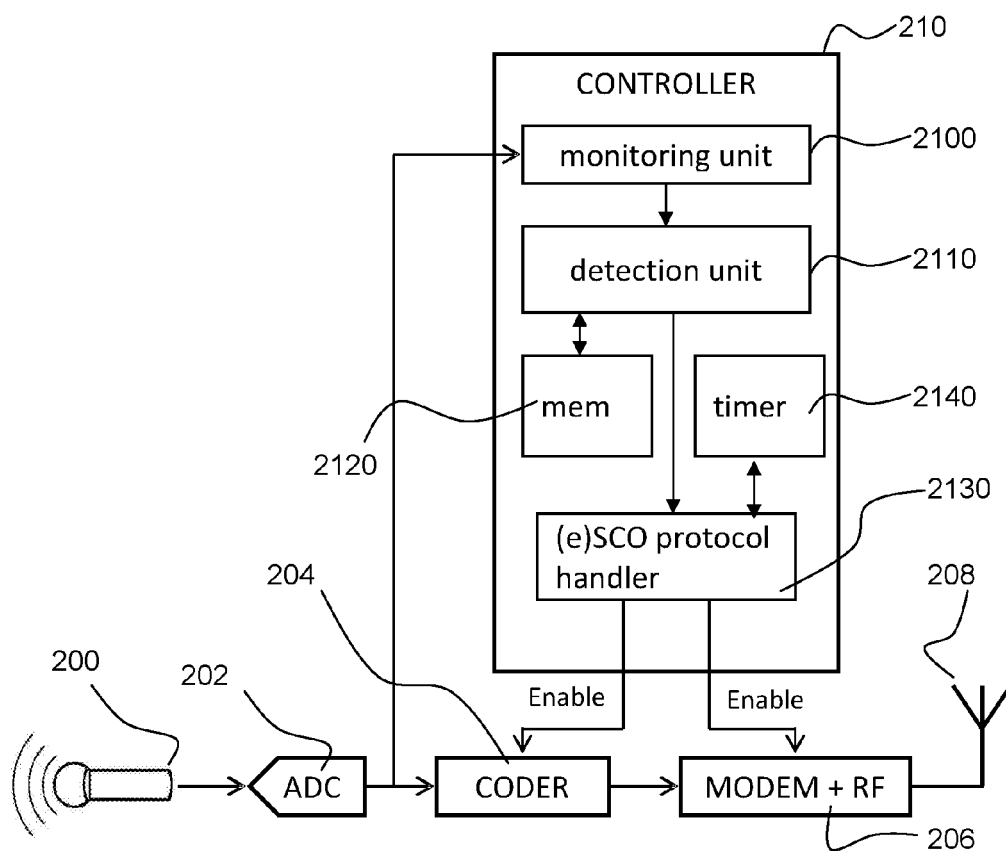 210
CONTROLLER
monitoring unit
2100
detection unit
2110
mem
timer
2140
2120
2130
(e)SCO protocol
handler
204
208
200
202
Enable
Enable
ADC
CODER
MODEM + RF
206